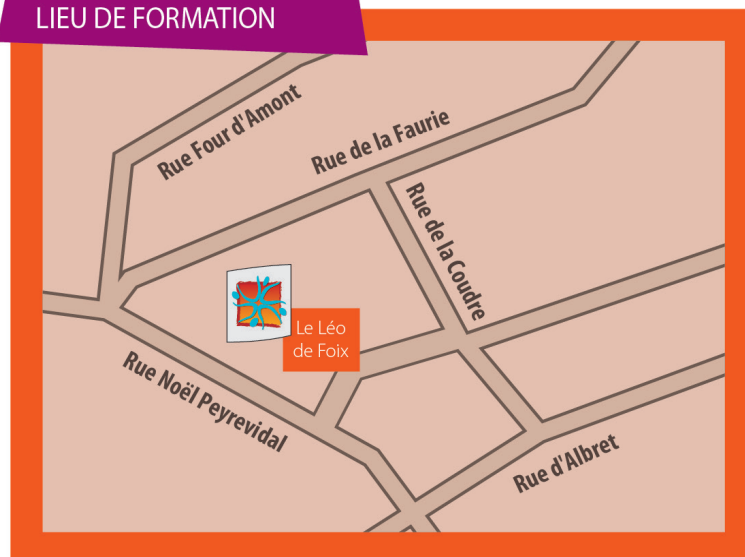 LIEU DE FORMATION
Rue Four d'Amont
Rue de la Faurie
Rue de la Coudre
Le Léo
de Foix
Rue Noël Peyrevidal
Rue d'Albret